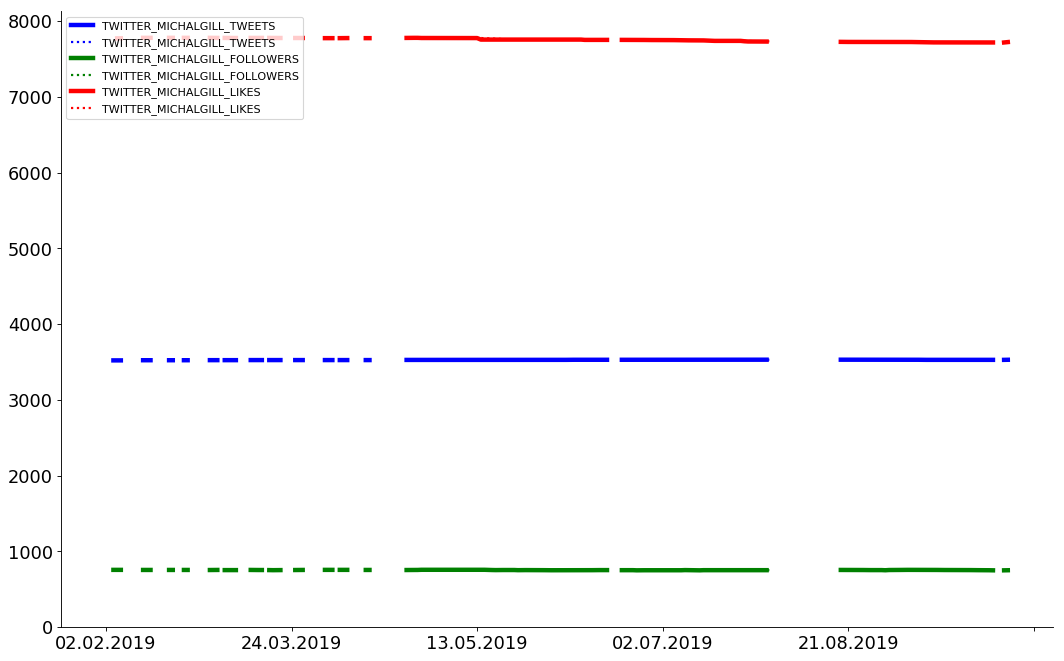 8000
7000
6000
5000
4000
3000
2000
1000
0
TWITTER_MICHALGILL_TWEETS
TWITTER_MICHALGILL_TWEETS
TWITTER_MICHALGILL_FOLLOWERS
TWITTER_MICHALGILL_FOLLOWERS
TWITTER_MICHALGILL_LIKES
TWITTER_MICHALGILL_LIKES
02.02.2019 24.03.2019 13.05.2019 02.07.2019 21.08.2019